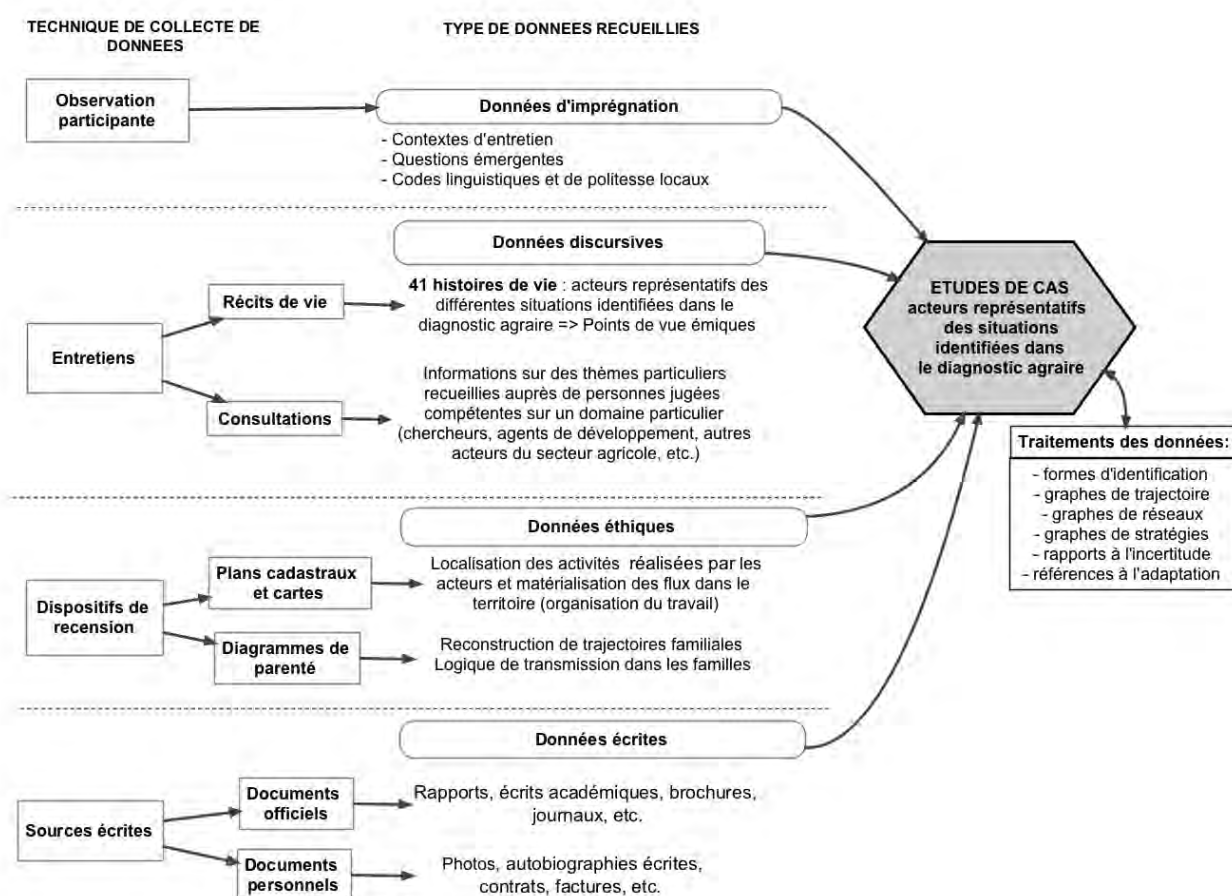 TECHNIQUE DE COLLECTE DE
DONNEES
TYPE DE DONNEES RECUEILLIES
Observation
participante
Données d'imprégnation
- Contextes d'entretien
- Questions émergentes
- Codes linguistiques et de politesse locaux
Données discursives
Entretiens
Récits de vie
41 histoires de vie : acteurs représentatifs des
différentes situations identifiées dans le
diagnostic agraire => Points de vue émiques
Consultations
Informations sur des thèmes particuliers
recueillies auprès de personnes jugées
compétentes sur un domaine particulier
(chercheurs, agents de développement, autres
acteurs du secteur agricole, etc.)
Données éthiques
Dispositifs de
recension
Plans cadastraux
et cartes
Localisation des activités réalisées par les
acteurs et matérialisation des flux dans le
territoire (organisation du travail)
Diagrammes de
parenté
Reconstruction de trajectoires familiales
Logique de transmission dans les familles
Données écrites
Sources écrites
Documents
officiels
Rapports, écrits académiques, brochures,
journaux, etc.
Documents
personnels
Photos, autobiographies écrites,
contrats, factures, etc.
ETUDES DE CAS
acteurs représentatifs
des situations
identifiées dans
le diagnostic agraire
Traitements des données:
- formes d'identification
- graphes de trajectoire
- graphes de réseaux
- graphes de stratégies
- rapports à l'incertitude
- références à l'adaptation